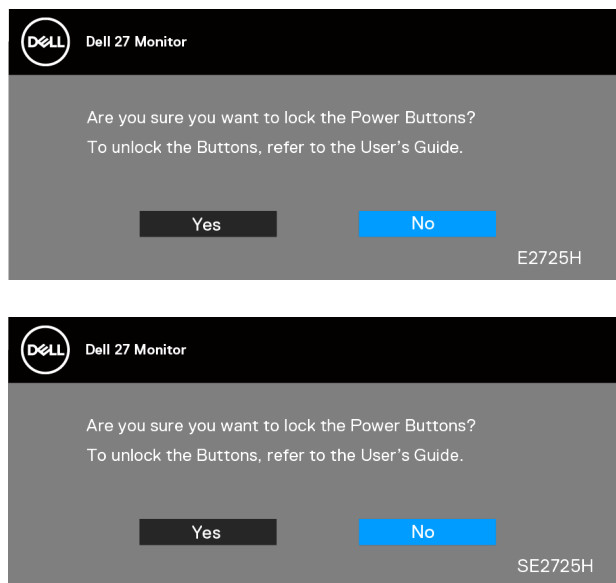 DELL
Dell 27 Monitor
Are you sure you want to lock the Power Buttons?
To unlock the Buttons, refer to the User's Guide.
Yes
No
E2725H
DELL
Dell 27 Monitor
Are you sure you want to lock the Power Buttons?
To unlock the Buttons, refer to the User's Guide.
Yes
No
SE2725H